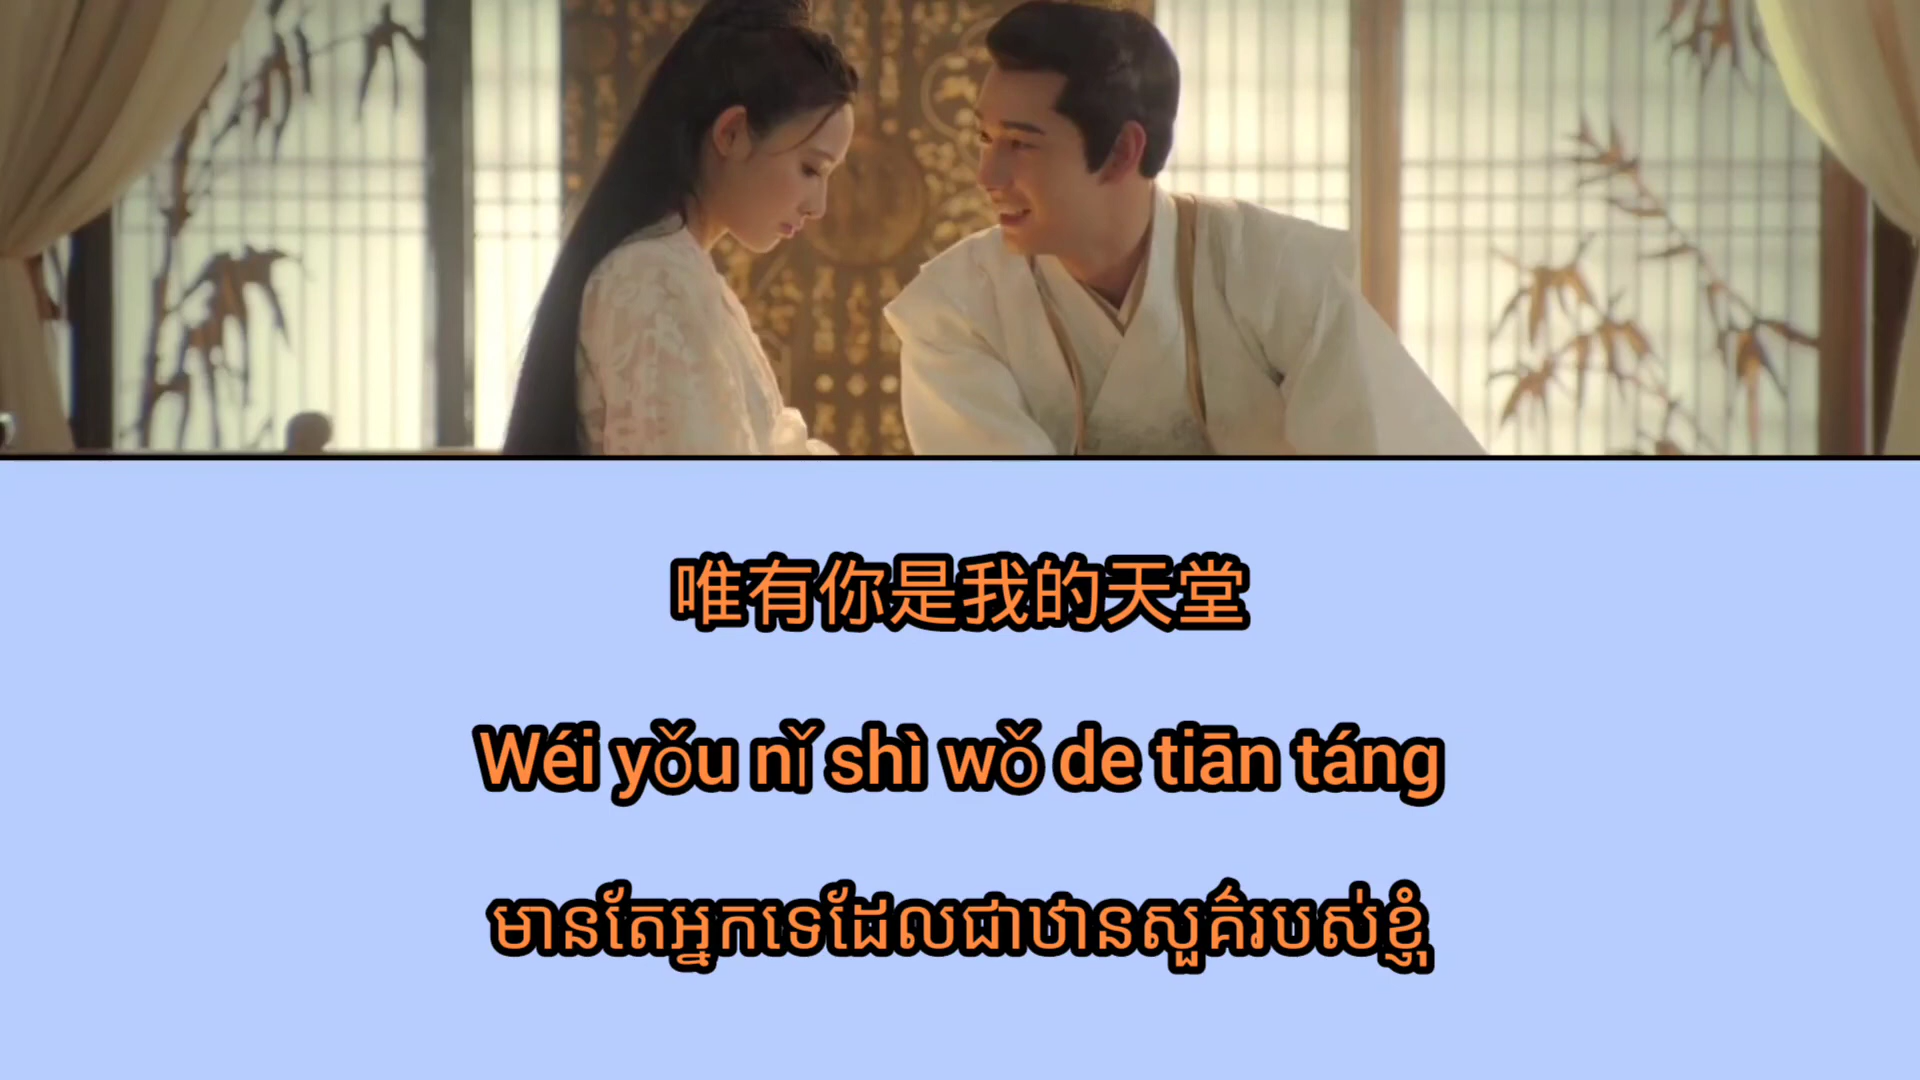 唯有你是我的天堂
Wéi yǒu nǐ shì wǒ de tiān táng
មានតែអ្នកទេដែលជាឋានសួគ៌របស់ខ្ញុំ